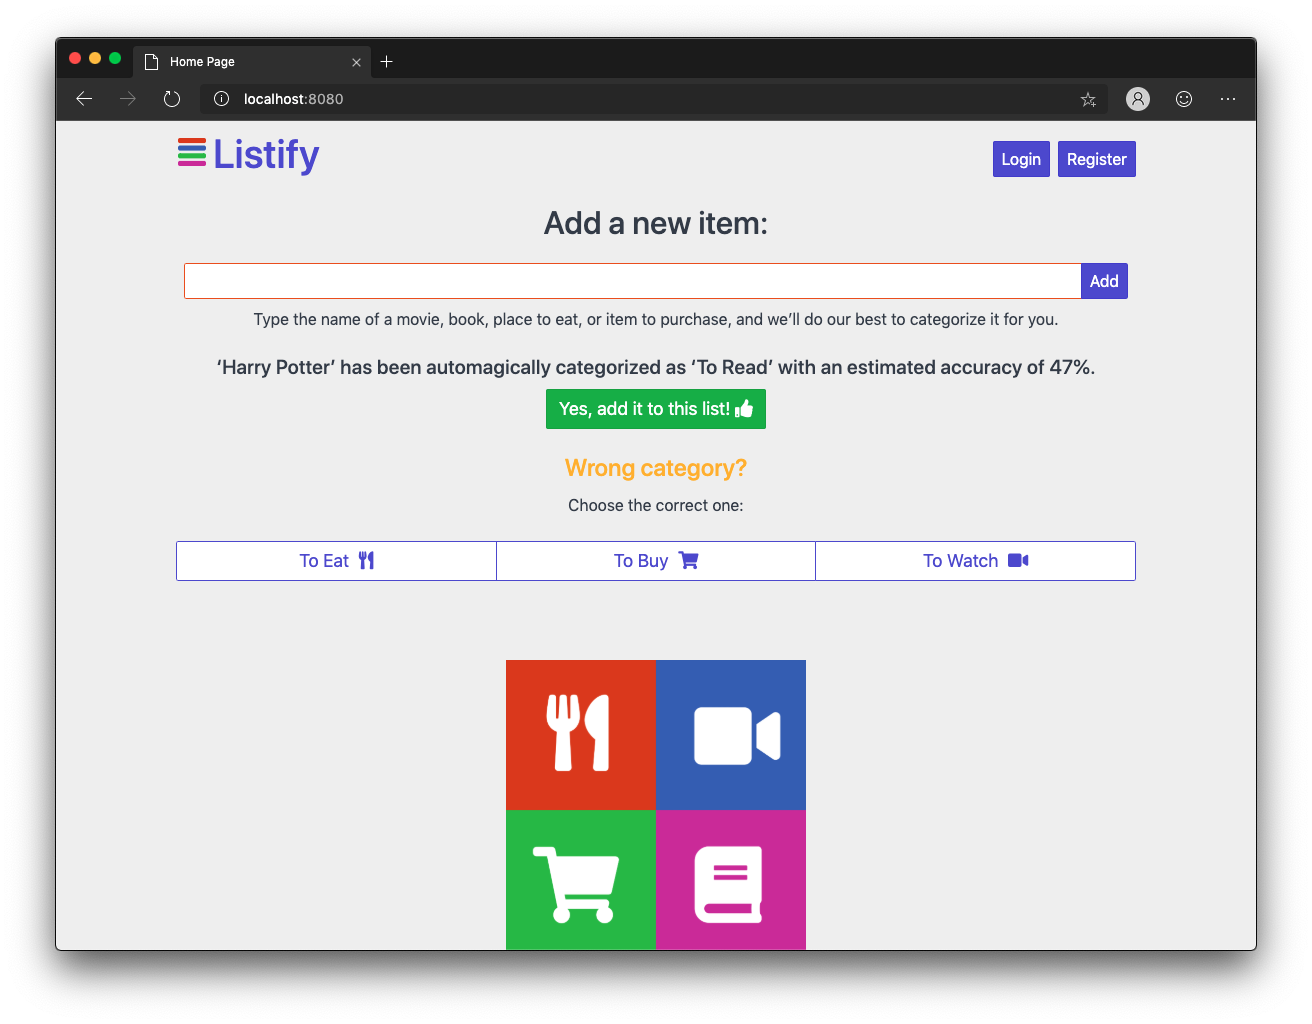 Home Page
localhost:8080
Listify
Login
Register
Add a new item:
Add
Type the name of a movie, book, place to eat, or item to purchase, and we’ll do our best to categorize it for you.
‘Harry Potter’ has been automagically categorized as ‘To Read’ with an estimated accuracy of 47%.
Yes, add it to this list!
Wrong category?
Choose the correct one:
To Eat
To Buy
To Watch